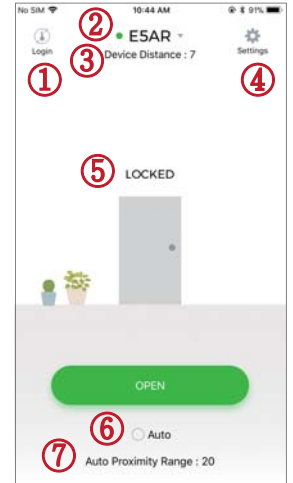 No SIM 10:44 AM 91%
② E5AR
Login ③ Device Distance : 7 Settings
① ④
⑤ LOCKED
OPEN
⑥ Auto
⑦ Auto Proximity Range : 20